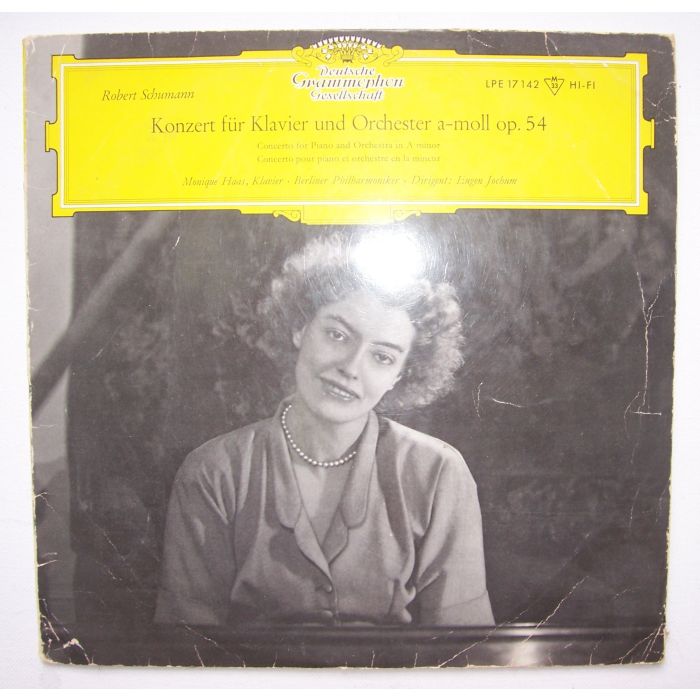 Deutsche
Grammophon
Gesellschaft
LPE 17 142 M 33 HI-FI
Robert Schumann
Konzert für Klavier und Orchester a-moll op. 54
Concerto for Piano and Orchestra in A minor
Concerto pour piano et orchestre en la mineur
Monique Haas, Klavier · Berliner Philharmoniker · Dirigent: Eugen Jochum